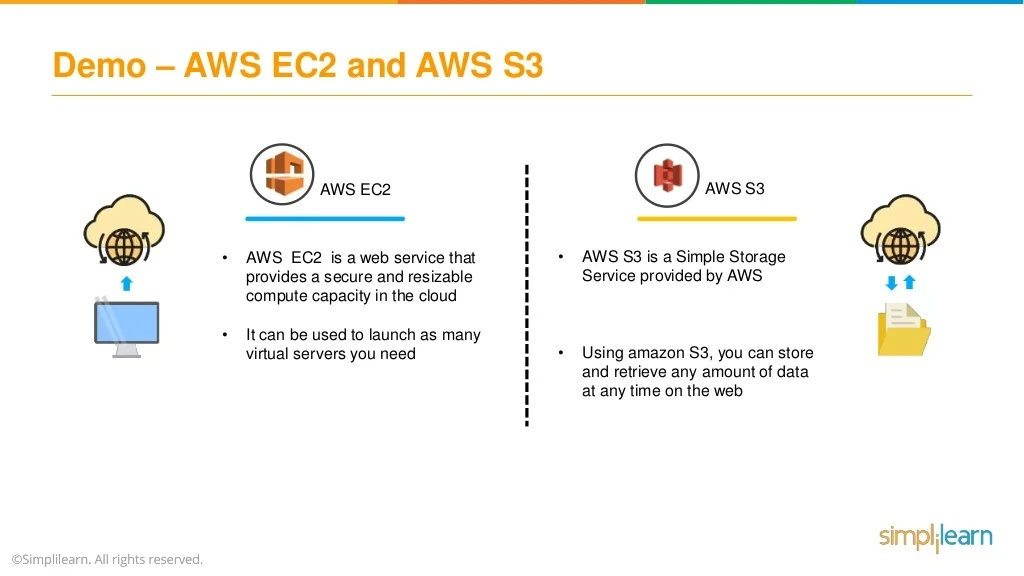 Demo – AWS EC2 and AWS S3
AWS EC2
• AWS EC2 is a web service that
provides a secure and resizable
compute capacity in the cloud
• It can be used to launch as many
virtual servers you need
AWS S3
• AWS S3 is a Simple Storage
Service provided by AWS
• Using amazon S3, you can store
and retrieve any amount of data
at any time on the web
©Simplilearn. All rights reserved.
simplilearn